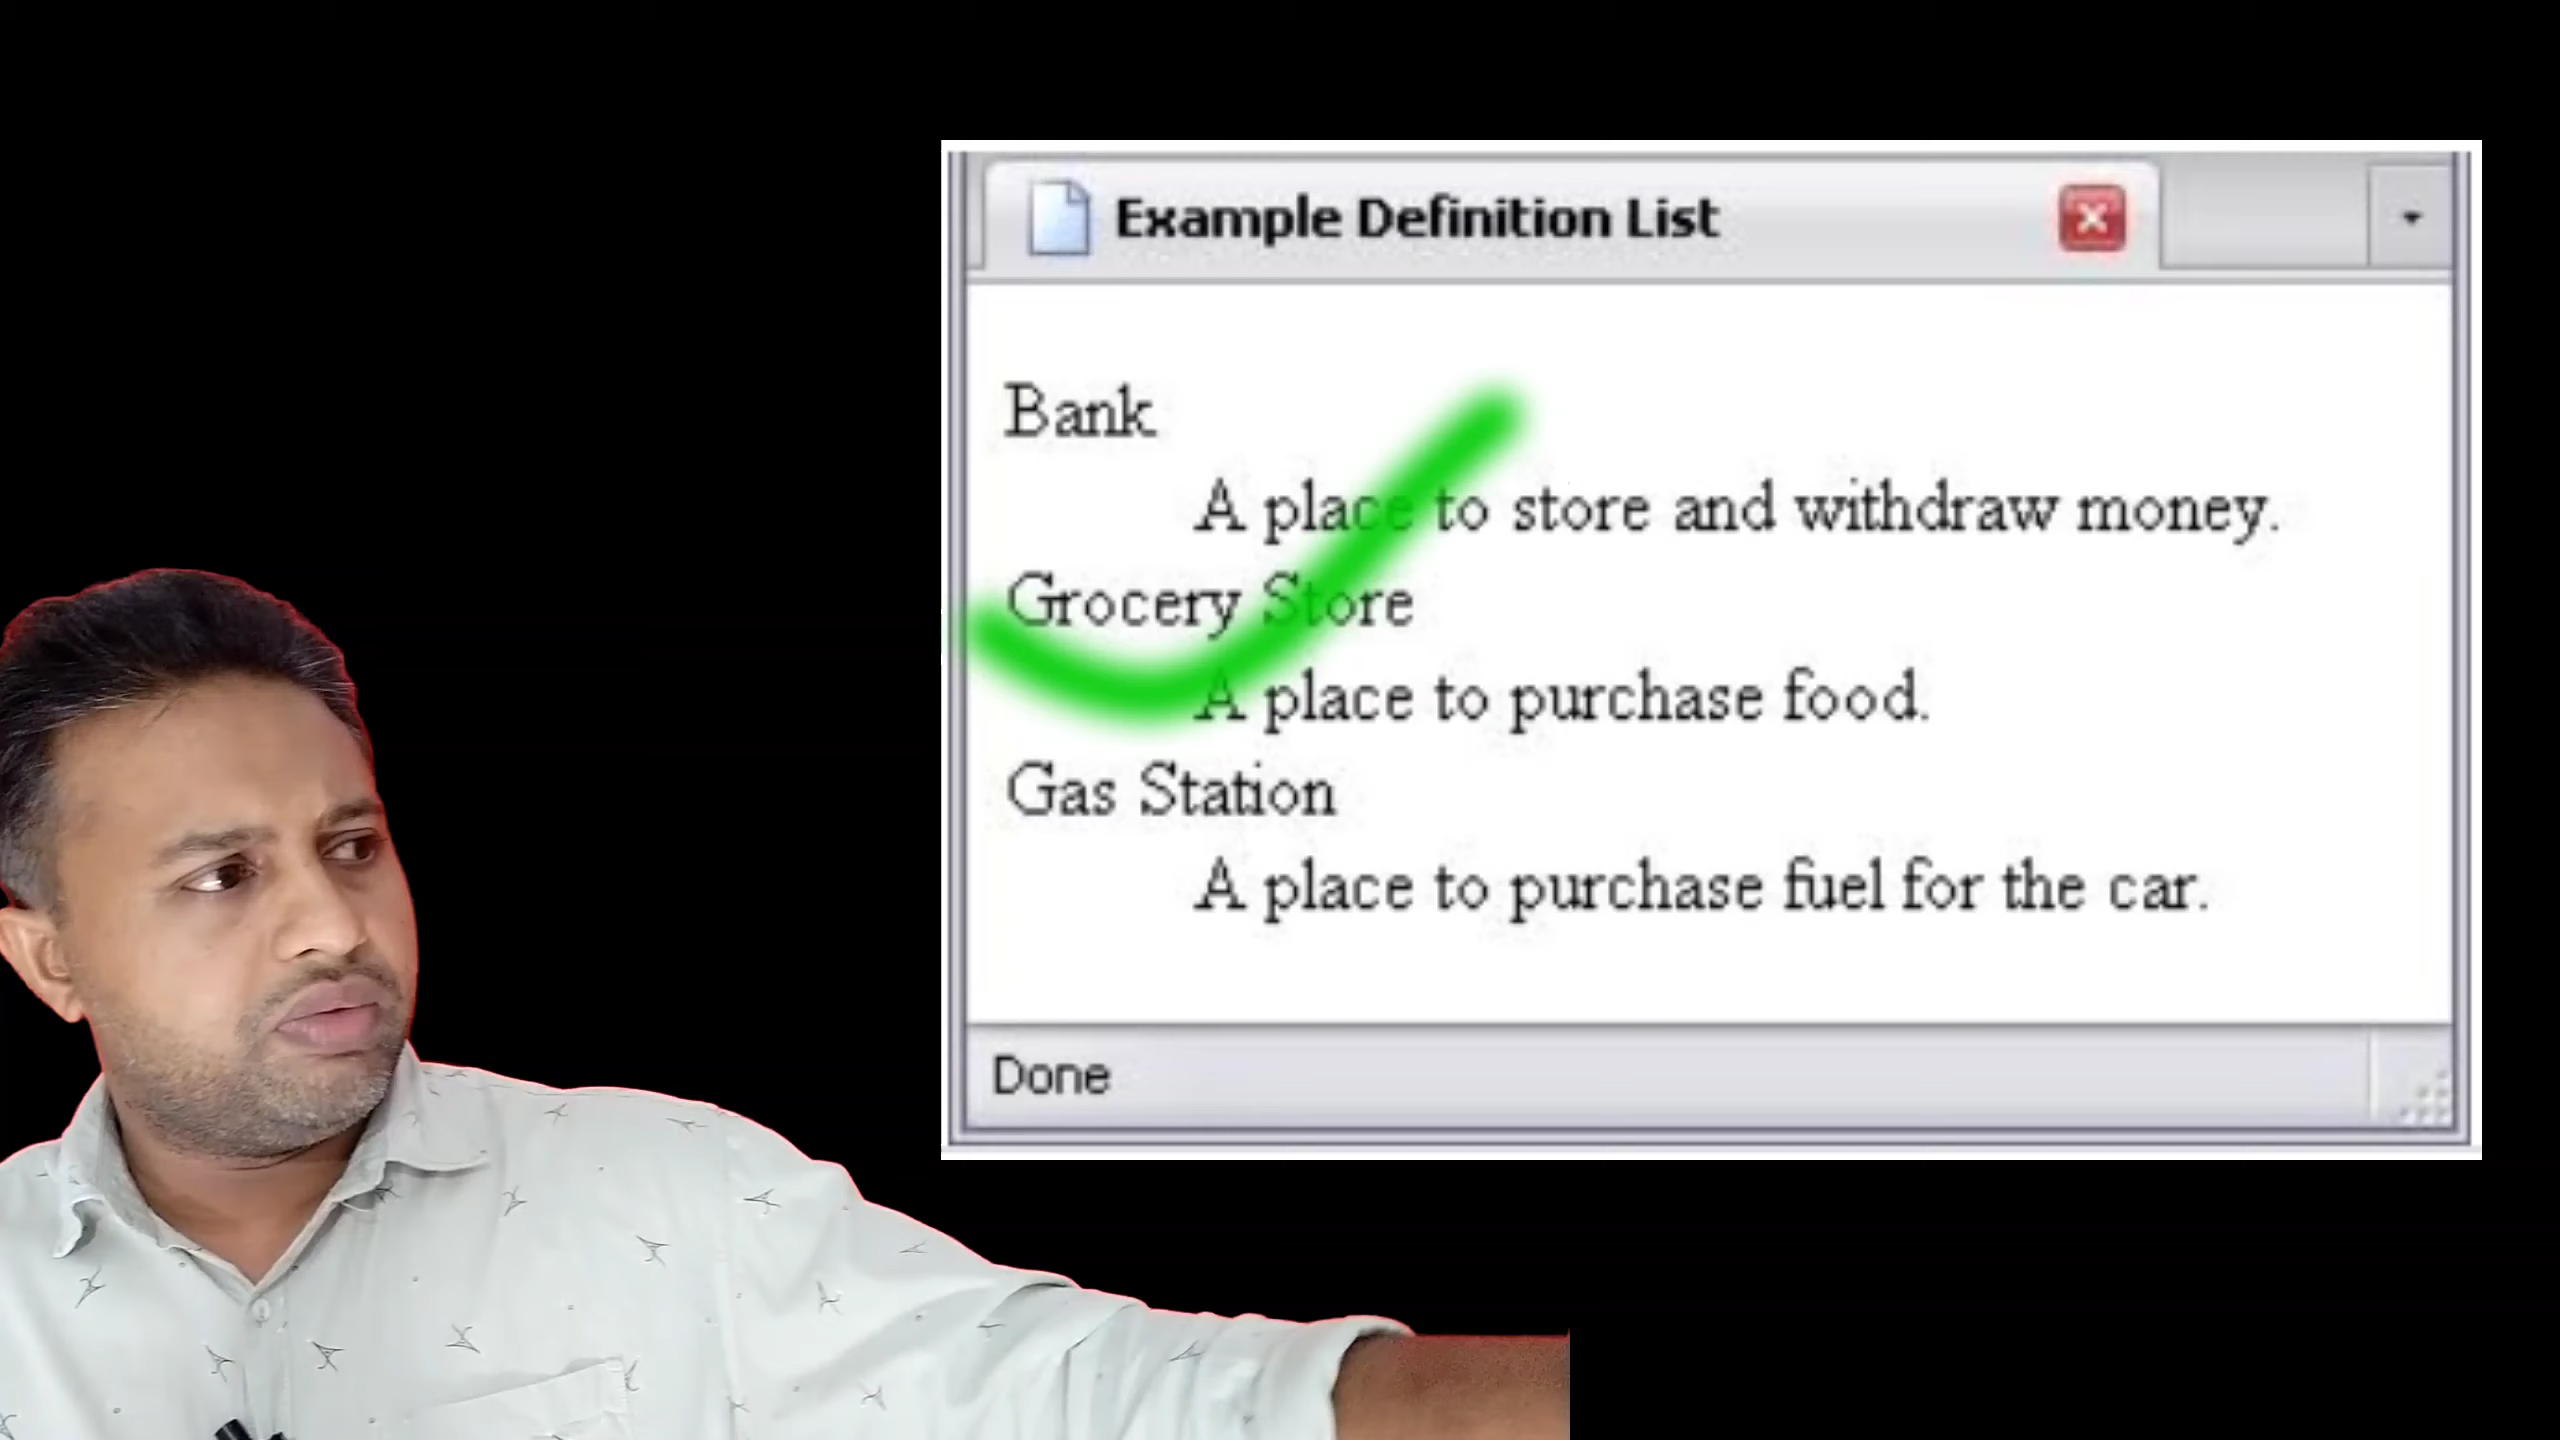 Example Definition List
Bank
A place to store and withdraw money.
Grocery Store
A place to purchase food.
Gas Station
A place to purchase fuel for the car.
Done